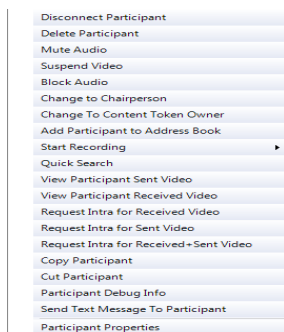 Disconnect Participant
Delete Participant
Mute Audio
Suspend Video
Block Audio
Change to Chairperson
Change To Content Token Owner
Add Participant to Address Book
Start Recording
Quick Search
View Participant Sent Video
View Participant Received Video
Request Intra for Received Video
Request Intra for Sent Video
Request Intra for Received+Sent Video
Copy Participant
Cut Participant
Participant Debug Info
Send Text Message To Participant
Participant Properties